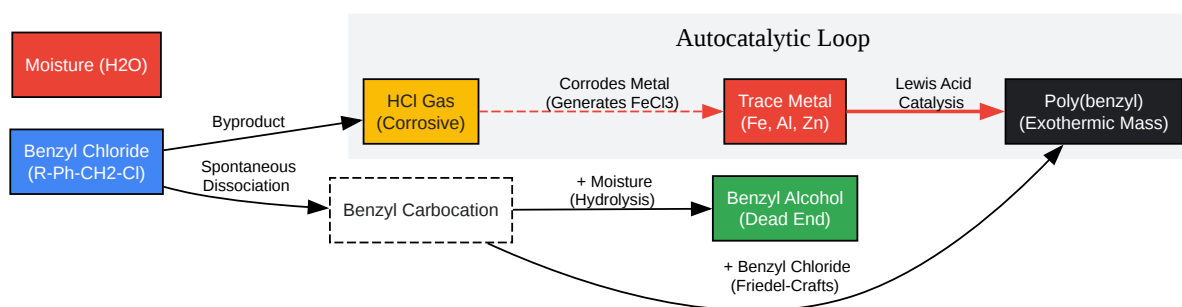 Autocatalytic Loop
Moisture (H2O)
HCl Gas
(Corrosive)
Corrodes Metal
(Generates FeCl3)
Trace Metal
(Fe, Al, Zn)
Lewis Acid
Catalysis
Poly(benzyl)
(Exothermic Mass)
Byproduct
Benzyl Chloride
(R-Ph-CH2-Cl)
Spontaneous
Dissociation
Benzyl Carbocation
+ Moisture
(Hydrolysis)
Benzyl Alcohol
(Dead End)
+ Benzyl Chloride
(Friedel-Crafts)